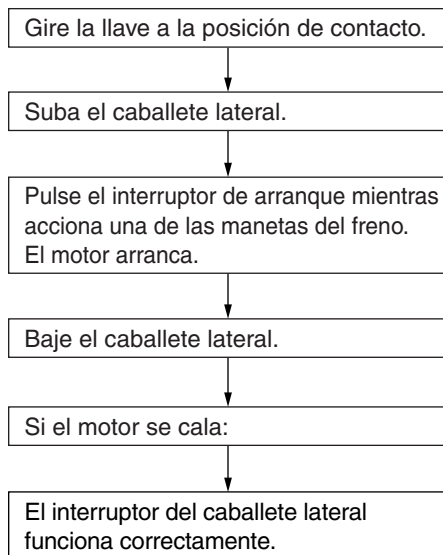 Gire la llave a la posición de contacto.
Suba el caballete lateral.
Pulse el interruptor de arranque mientras
acciona una de las manetas del freno.
El motor arranca.
Baje el caballete lateral.
Si el motor se cala:
El interruptor del caballete lateral
funciona correctamente.